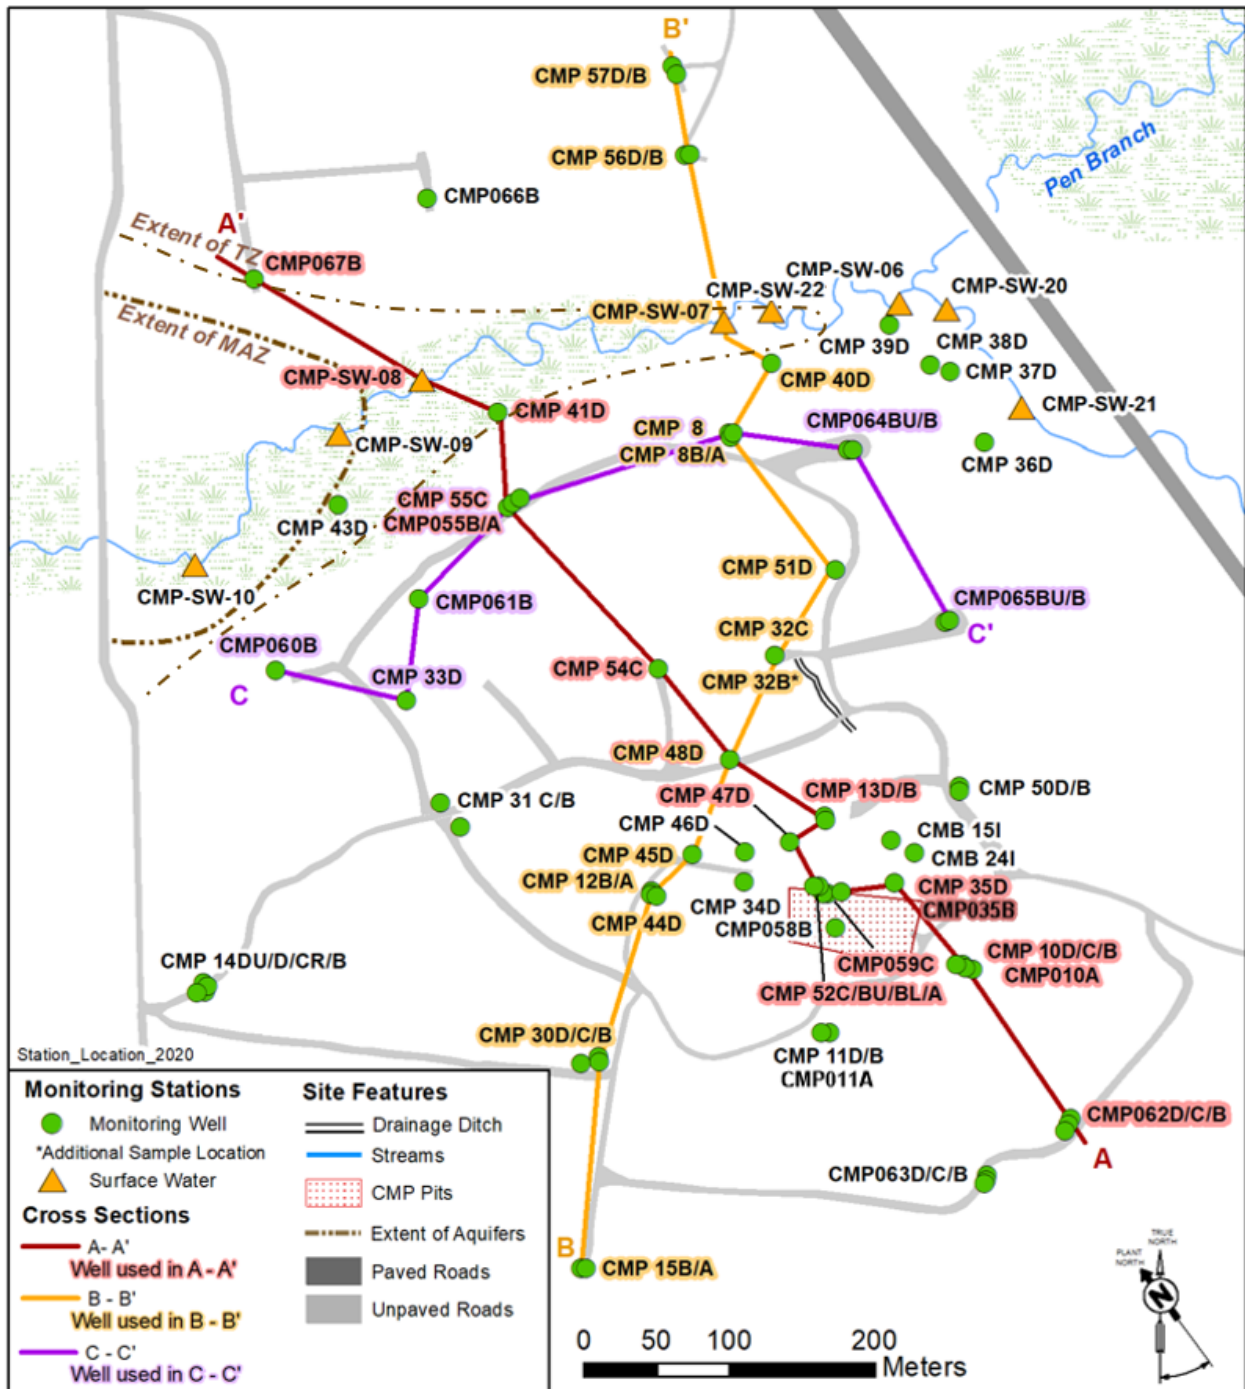 B'
CMP 57D/B
CMP 56D/B
Pen Branch
CMP066B
A'
Extent of TZ
CMP067B
CMP-SW-06
CMP-SW-22
CMP-SW-20
CMP-SW-07
Extent of MAZ
CMP 39D
CMP 38D
CMP 37D
CMP-SW-08
CMP 40D
CMP 41D
CMP-SW-21
CMP-SW-09
CMP 8
CMP 8B/A
CMP064BU/B
CMP 36D
CMP 55C
CMP055B/A
CMP 43D
CMP 51D
CMP-SW-10
CMP061B
CMP065BU/B
CMP 32C
C'
CMP060B
CMP 54C
CMP 33D
CMP 32B*
C
CMP 48D
CMP 47D
CMP 13D/B
CMP 50D/B
CMP 31 C/B
CMP 46D
CMB 15I
CMP 45D
CMB 24I
CMP 12B/A
CMP 35D
CMP 34D
CMP035B
CMP 44D
CMP058B
CMP 14DU/D/CR/B
CMP059C
CMP 10D/C/B
CMP010A
CMP 52C/BU/BL/A
CMP 30D/C/B
CMP 11D/B
CMP011A
Station_Location_2020
CMP062D/C/B
A
CMP063D/C/B
B
CMP 15B/A
Monitoring Stations
Monitoring Well
*Additional Sample Location
Surface Water
Cross Sections
A- A'
Well used in A - A'
B - B'
Well used in B - B'
C - C'
Well used in C - C'
Site Features
Drainage Ditch
Streams
CMP Pits
Extent of Aquifers
Paved Roads
Unpaved Roads
0 50 100 200
Meters
TRUE
NORTH
PLANT
NORTH
N